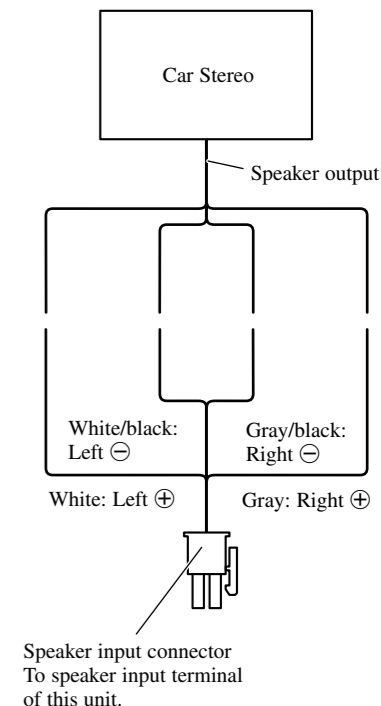 Car Stereo
Speaker output
White/black:
Left ⊖
Gray/black:
Right ⊖
White: Left ⊕
Gray: Right ⊕
Speaker input connector
To speaker input terminal
of this unit.